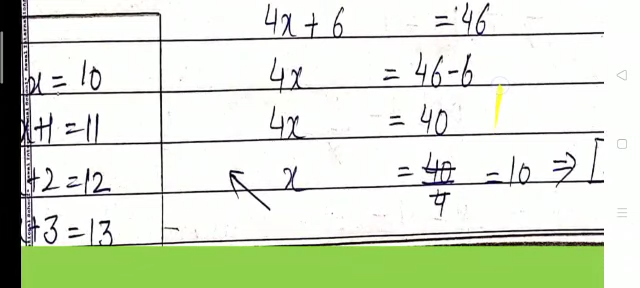 4x + 6 = 46
x = 10
4x = 46-6
x+1 = 11
4x = 40
+2 = 12
x = 40/4 = 10 ⇒ [
+3 = 13